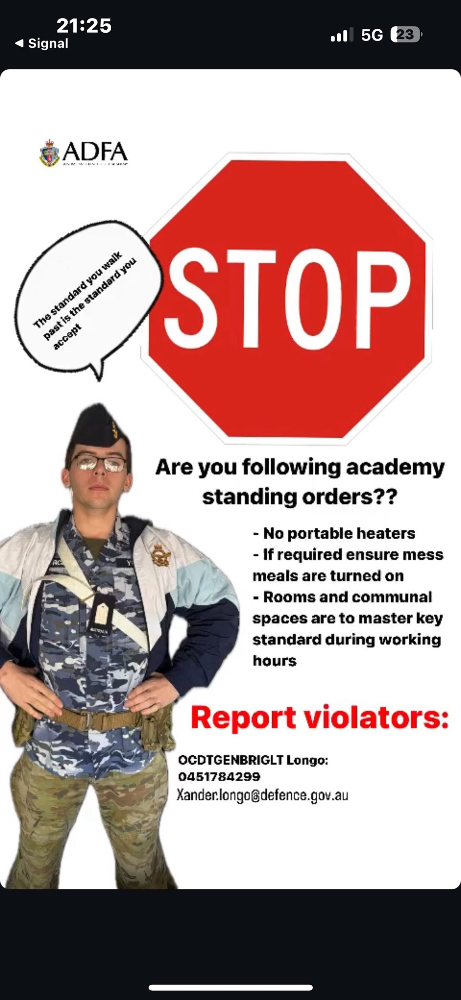 21:25
Signal
5G
23
ADFA
The standard you walk
past is the standard you
accept
STOP
Are you following academy
standing orders??
- No portable heaters
- If required ensure mess
meals are turned on
- Rooms and communal
spaces are to master key
standard during working
hours
Report violators:
OCDTGENBRIGLT Longo:
0451784299
Xander.longo@defence.gov.au